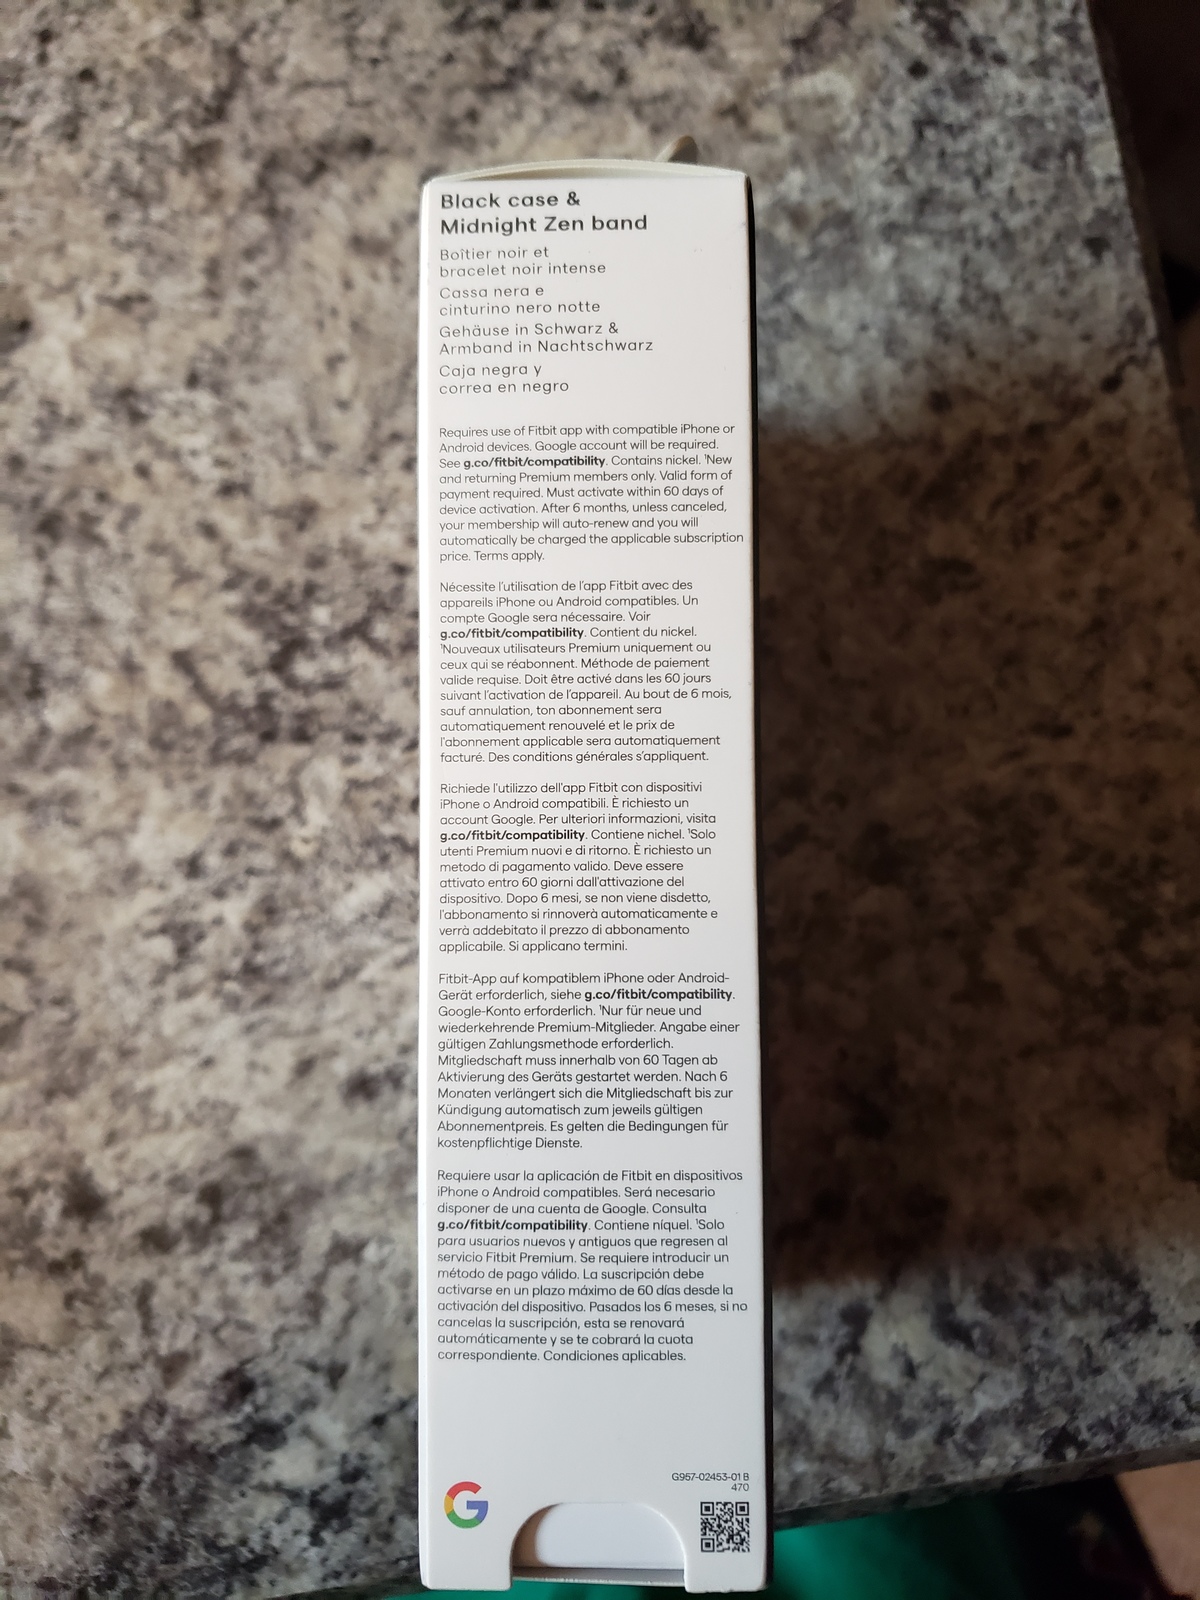 Black case &
Midnight Zen band
Boîtier noir et
bracelet noir intense
Cassa nera e
cinturino nero notte
Gehäuse in Schwarz &
Armband in Nachtschwarz
Caja negra y
correa en negro
Requires use of Fitbit app with compatible iPhone or
Android devices. Google account will be required.
See g.co/fitbit/compatibility. Contains nickel. ¹New
and returning Premium members only. Valid form of
payment required. Must activate within 60 days of
device activation. After 6 months, unless canceled,
your membership will auto-renew and you will
automatically be charged the applicable subscription
price. Terms apply.
Nécessite l'utilisation de l'app Fitbit avec des
appareils iPhone ou Android compatibles. Un
compte Google sera nécessaire. Voir
g.co/fitbit/compatibility. Contient du nickel.
¹Nouveaux utilisateurs Premium uniquement ou
ceux qui se réabonnent. Méthode de paiement
valide requise. Doit être activé dans les 60 jours
suivant l'activation de l'appareil. Au bout de 6 mois,
sauf annulation, ton abonnement sera
automatiquement renouvelé et le prix de
l'abonnement applicable sera automatiquement
facturé. Des conditions générales s'appliquent.
Richiede l'utilizzo dell'app Fitbit con dispositivi
iPhone o Android compatibili. È richiesto un
account Google. Per ulteriori informazioni, visita
g.co/fitbit/compatibility. Contiene nichel. ¹Solo
utenti Premium nuovi e di ritorno. È richiesto un
metodo di pagamento valido. Deve essere
attivato entro 60 giorni dall'attivazione del
dispositivo. Dopo 6 mesi, se non viene disdetto,
l'abbonamento si rinnoverà automaticamente e
verrà addebitato il prezzo di abbonamento
applicabile. Si applicano termini.
Fitbit-App auf kompatiblem iPhone oder Android-
Gerät erforderlich, siehe g.co/fitbit/compatibility.
Google-Konto erforderlich. ¹Nur für neue und
wiederkehrende Premium-Mitglieder. Angabe einer
gültigen Zahlungsmethode erforderlich.
Mitgliedschaft muss innerhalb von 60 Tagen ab
Aktivierung des Geräts gestartet werden. Nach 6
Monaten verlängert sich die Mitgliedschaft bis zur
Kündigung automatisch zum jeweils gültigen
Abonnementpreis. Es gelten die Bedingungen für
kostenpflichtige Dienste.
Requiere usar la aplicación de Fitbit en dispositivos
iPhone o Android compatibles. Será necesario
disponer de una cuenta de Google. Consulta
g.co/fitbit/compatibility. Contiene níquel. ¹Solo
para usuarios nuevos y antiguos que regresen al
servicio Fitbit Premium. Se requiere introducir un
método de pago válido. La suscripción debe
activarse en un plazo máximo de 60 días desde la
activación del dispositivo. Pasados los 6 meses, si no
cancelas la suscripción, esta se renovará
automáticamente y se te cobrará la cuota
correspondiente. Condiciones aplicables.
G957-02453-01 B
470
G